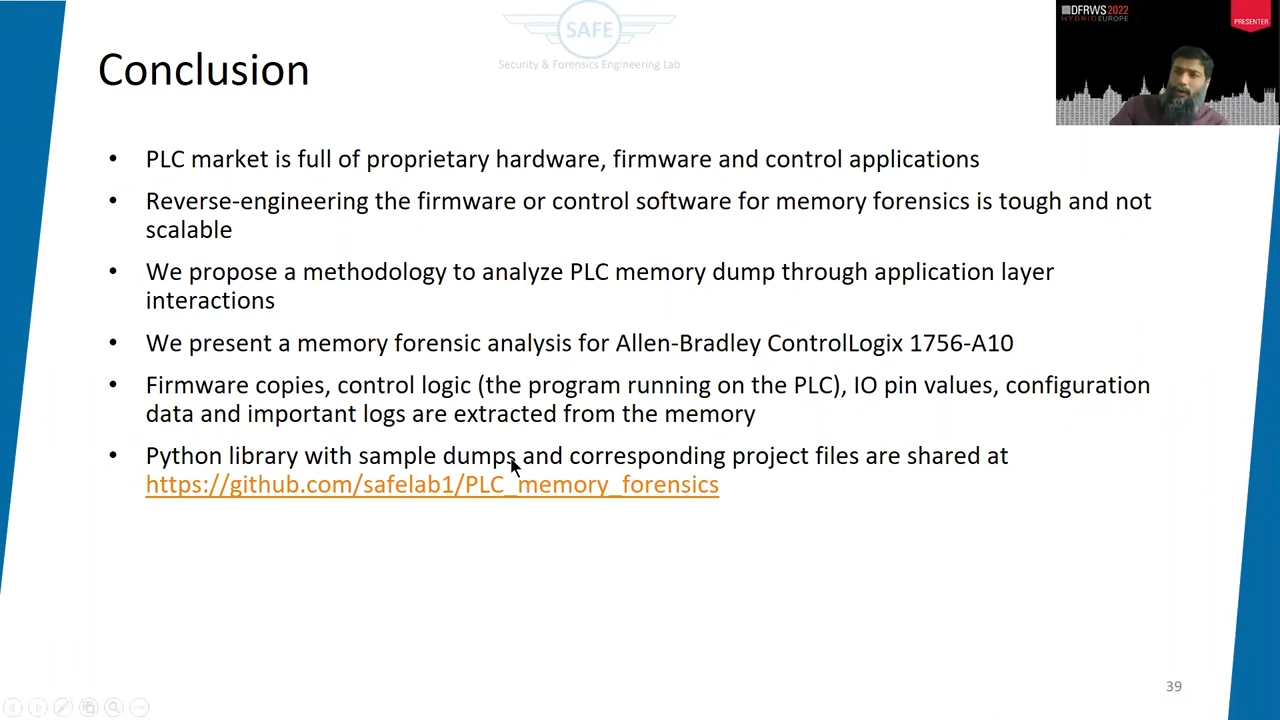 SAFE
Security & Forensics Engineering Lab
DFRWS 2022
HYBRID EUROPE
PRESENTER
Conclusion
• PLC market is full of proprietary hardware, firmware and control applications
• Reverse-engineering the firmware or control software for memory forensics is tough and not
scalable
• We propose a methodology to analyze PLC memory dump through application layer
interactions
• We present a memory forensic analysis for Allen-Bradley ControlLogix 1756-A10
• Firmware copies, control logic (the program running on the PLC), IO pin values, configuration
data and important logs are extracted from the memory
• Python library with sample dumps and corresponding project files are shared at
https://github.com/safelab1/PLC_memory_forensics
39